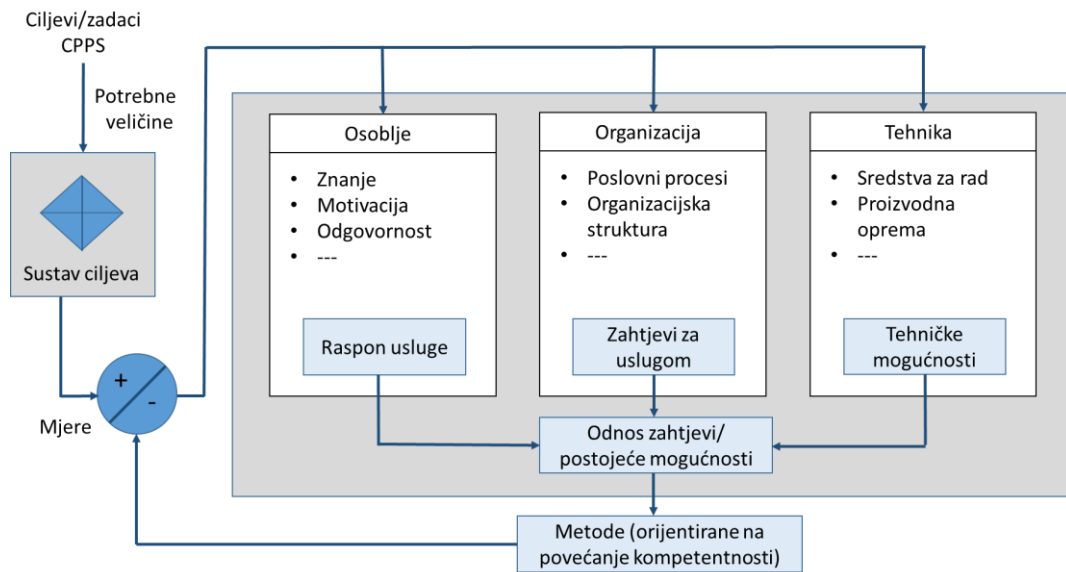 Ciljevi/zadaci
CPPS
Potrebne
veličine
Sustav ciljeva
+
-
Mjere
Osoblje
• Znanje
• Motivacija
• Odgovornost
• ---
Raspon usluge
Organizacija
• Poslovni procesi
• Organizacijska
struktura
• ---
Zahtjevi za
uslugom
Tehnika
• Sredstva za rad
• Proizvodna
oprema
• ---
Tehničke
mogućnosti
Odnos zahtjevi/
postojeće mogućnosti
Metode (orijentirane na
povećanje kompetentnosti)